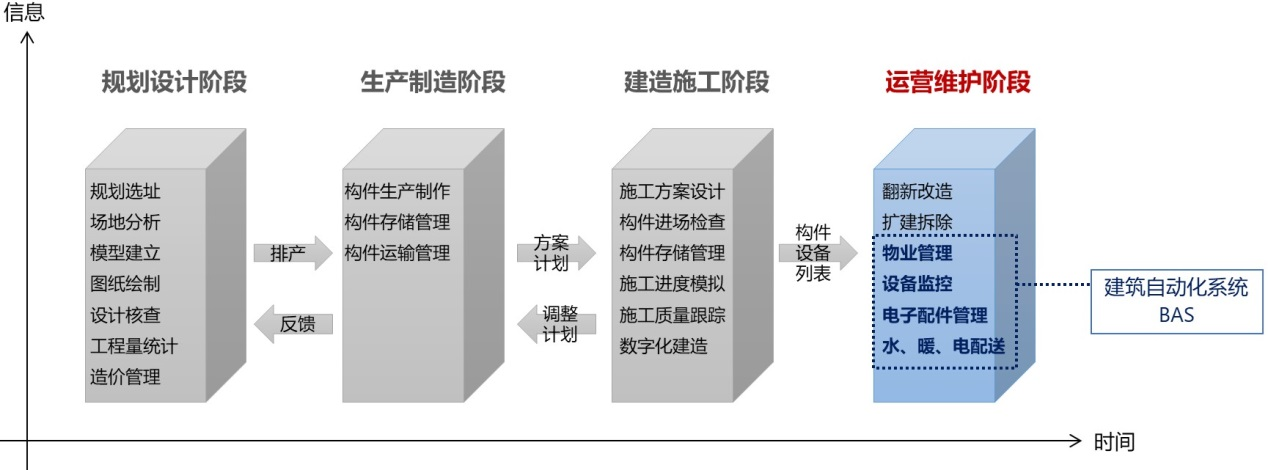 信息
规划设计阶段
生产制造阶段
建造施工阶段
运营维护阶段
规划选址
场地分析
模型建立
图纸绘制
设计核查
工程量统计
造价管理
排产
反馈
构件生产制作
构件存储管理
构件运输管理
方案
计划
调整
计划
施工方案设计
构件进场检查
构件存储管理
施工进度模拟
施工质量跟踪
数字化建造
构件
设备
列表
翻新改造
扩建拆除
物业管理
设备监控
电子配件管理
水、暖、电配送
建筑自动化系统
BAS
时间